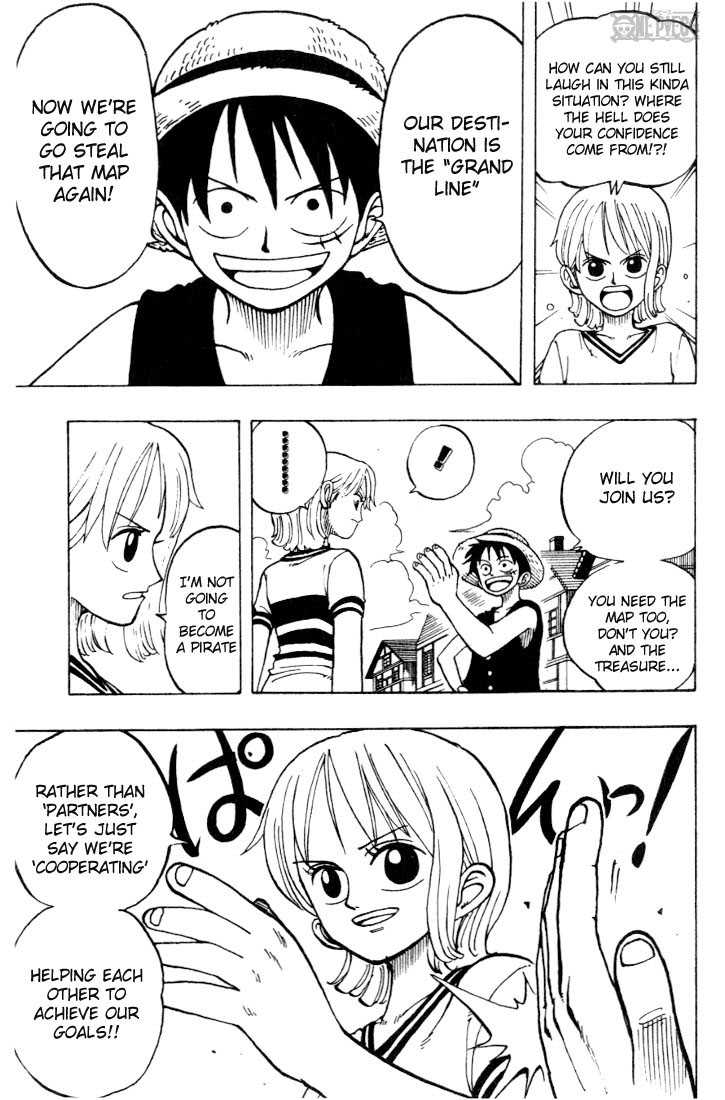 ONE PIECE
HOW CAN YOU STILL
LAUGH IN THIS KINDA
SITUATION? WHERE
THE HELL DOES
YOUR CONFIDENCE
COME FROM!?!
OUR DESTI-
NATION IS
THE "GRAND
LINE"
NOW WE'RE
GOING TO
GO STEAL
THAT MAP
AGAIN!
WILL YOU
JOIN US?
YOU NEED THE
MAP TOO,
DON'T YOU?
AND THE
TREASURE...
!
.........
I'M NOT
GOING
TO
BECOME
A PIRATE
ぱんっ!
RATHER THAN
'PARTNERS',
LET'S JUST
SAY WE'RE
'COOPERATING'
HELPING EACH
OTHER TO
ACHIEVE OUR
GOALS!!